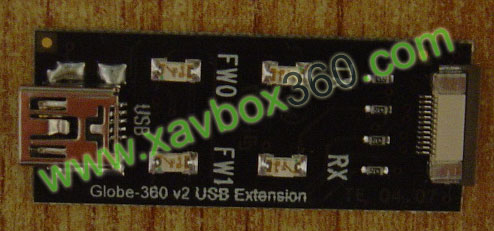 www.xavbox360.com
FW0
USB
FW1
RX
Globe-360 v2 USB Extension